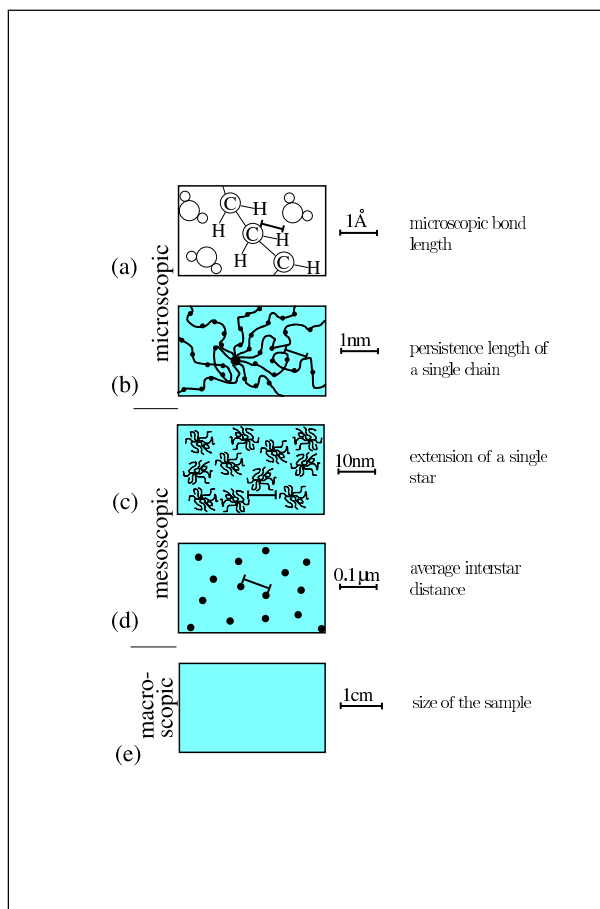 C
H
H
C
H
H
C
H
1Å
microscopic bond
length
(a)
microscopic
1nm
persistence length of
a single chain
(b)
10nm
extension of a single
star
(c)
mesoscopic
0.1μm
average interstar
distance
(d)
macro-
scopic
1cm
size of the sample
(e)